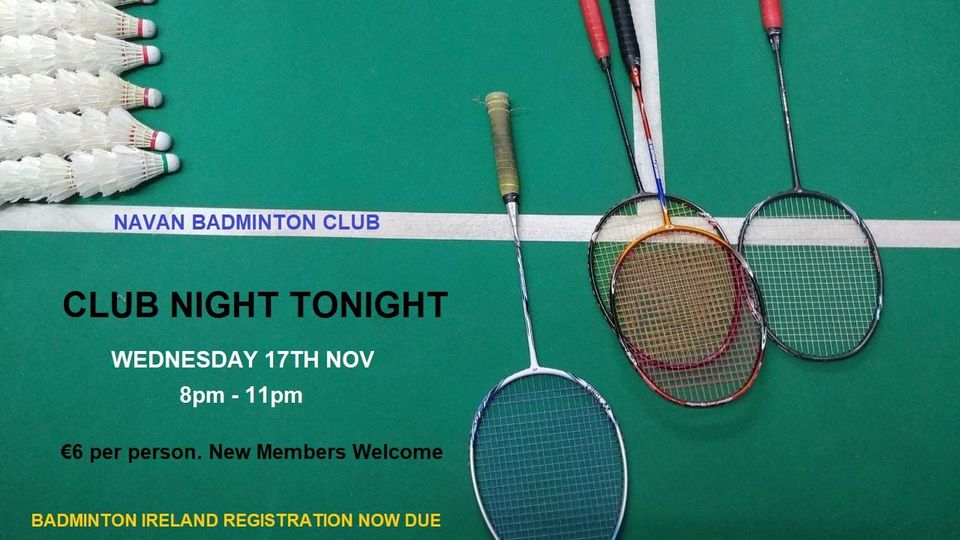 NAVAN BADMINTON CLUB
CLUB NIGHT TONIGHT
WEDNESDAY 17TH NOV
8pm - 11pm
€6 per person. New Members Welcome
BADMINTON IRELAND REGISTRATION NOW DUE